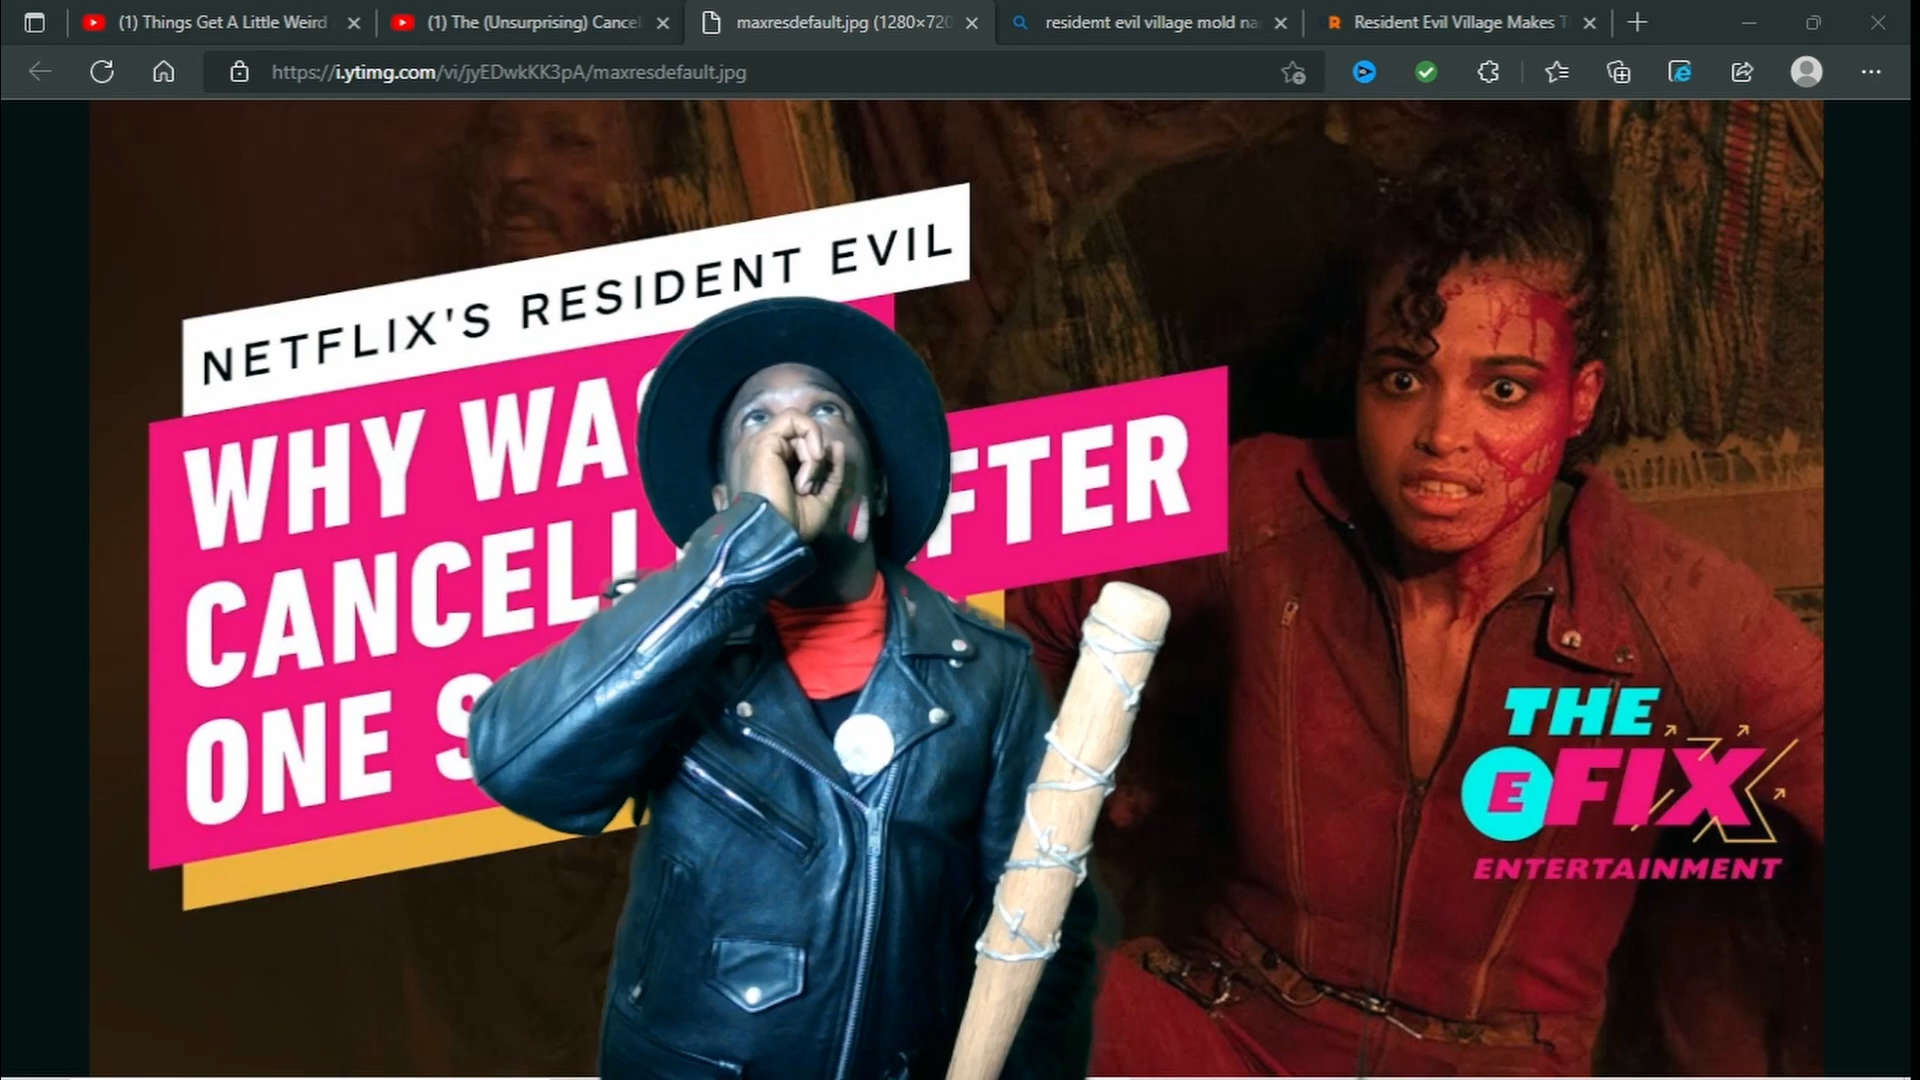 (1) Things Get A Little Weird
(1) The (Unsurprising) Cancel
maxresdefault.jpg (1280×720
residemt evil village mold na
Resident Evil Village Makes T
https://i.ytimg.com/vi/jyEDwkKK3pA/maxresdefault.jpg
NETFLIX'S RESIDENT EVIL
WHY WAS
CANCELL FTER
ONE S
THE
E FIX
ENTERTAINMENT